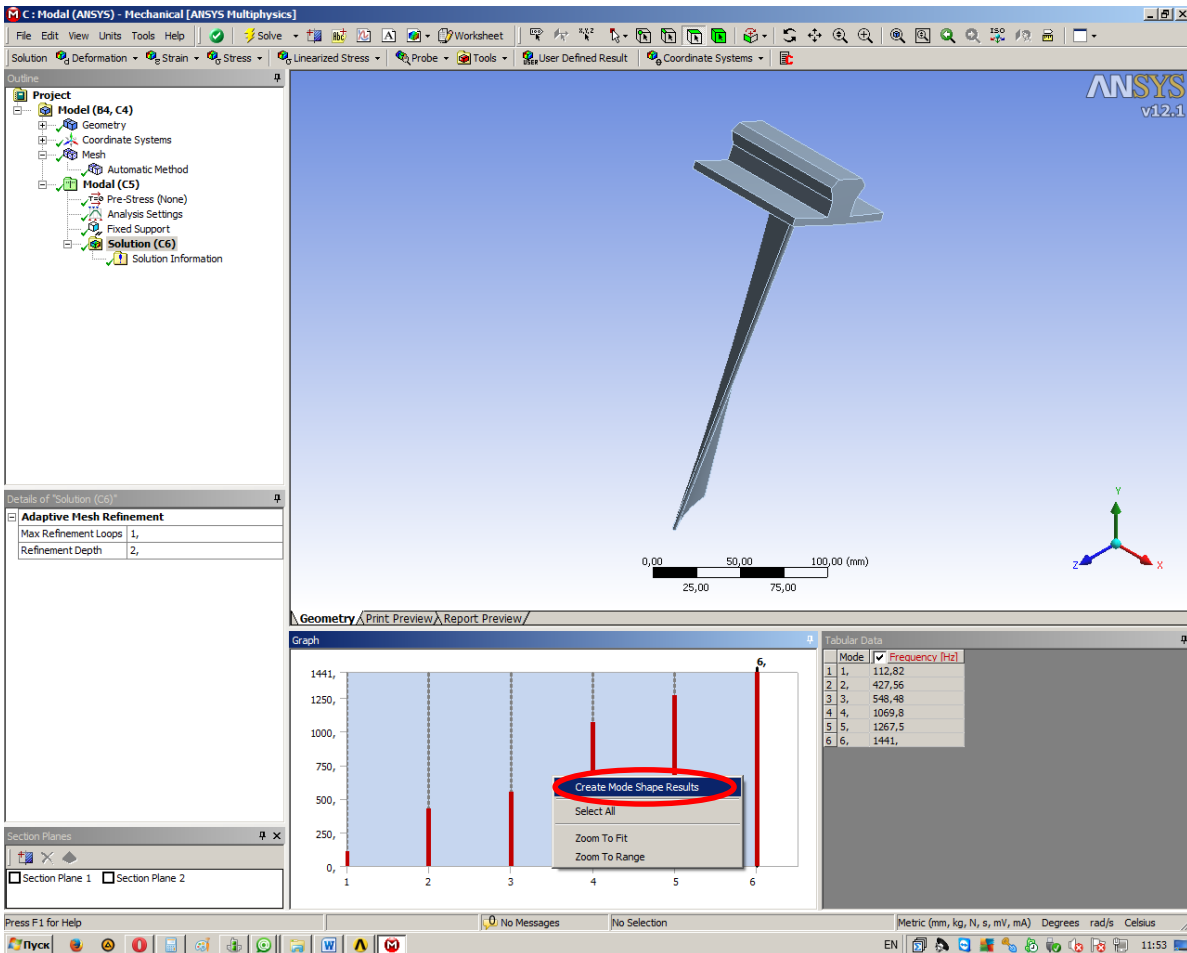 C : Modal (ANSYS) - Mechanical [ANSYS Multiphysics]
File Edit View Units Tools Help Solve Worksheet
Solution Deformation Strain Stress Linearized Stress Probe Tools User Defined Result Coordinate Systems
Outline
Project
Model (B4, C4)
Geometry
Coordinate Systems
Mesh
Automatic Method
Modal (C5)
Pre-Stress (None)
Analysis Settings
Fixed Support
Solution (C6)
Solution Information
ANSYS
v12.1
Y
Z
X
0,00 50,00 100,00 (mm)
25,00 75,00
Geometry Print Preview Report Preview
Details of "Solution (C6)"
Adaptive Mesh Refinement
Max Refinement Loops 1,
Refinement Depth 2,
Section Planes
Section Plane 1 Section Plane 2
Graph
6,
1441,
1250,
1000,
750,
500,
250,
0,
1 2 3 4 5 6
Create Mode Shape Results
Select All
Zoom To Fit
Zoom To Range
Tabular Data
Mode Frequency [Hz]
1 1, 112,82
2 2, 427,56
3 3, 548,48
4 4, 1069,8
5 5, 1267,5
6 6, 1441,
Press F1 for Help 0 No Messages No Selection Metric (mm, kg, N, s, mV, mA) Degrees rad/s Celsius
Пуск EN 11:53